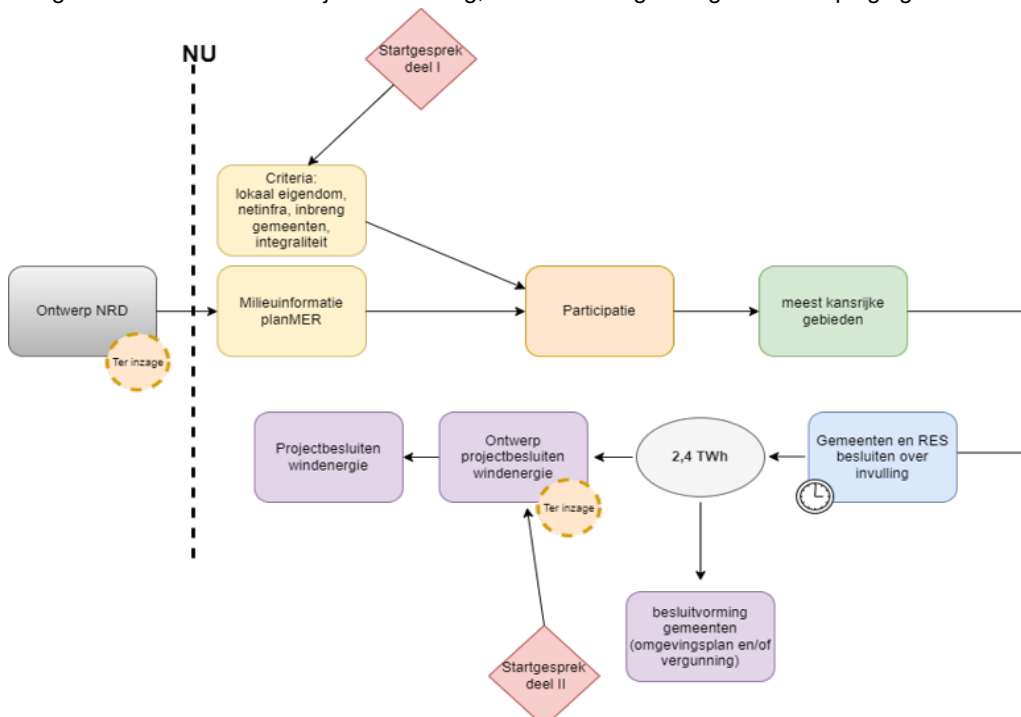 NU
Startgesprek
deel I
Criteria:
lokaal eigendom,
netinfra, inbreng
gemeenten,
integraliteit
Ontwerp NRD
Ter inzage
Milieuinformatie
planMER
Participatie
meest kansrijke
gebieden
Projectbesluiten
windenergie
Ontwerp
projectbesluiten
windenergie
Ter inzage
2,4 TWh
Gemeenten en RES
besluiten over
invulling
besluitvorming
gemeenten
(omgevingsplan en/of
vergunning)
Startgesprek
deel II